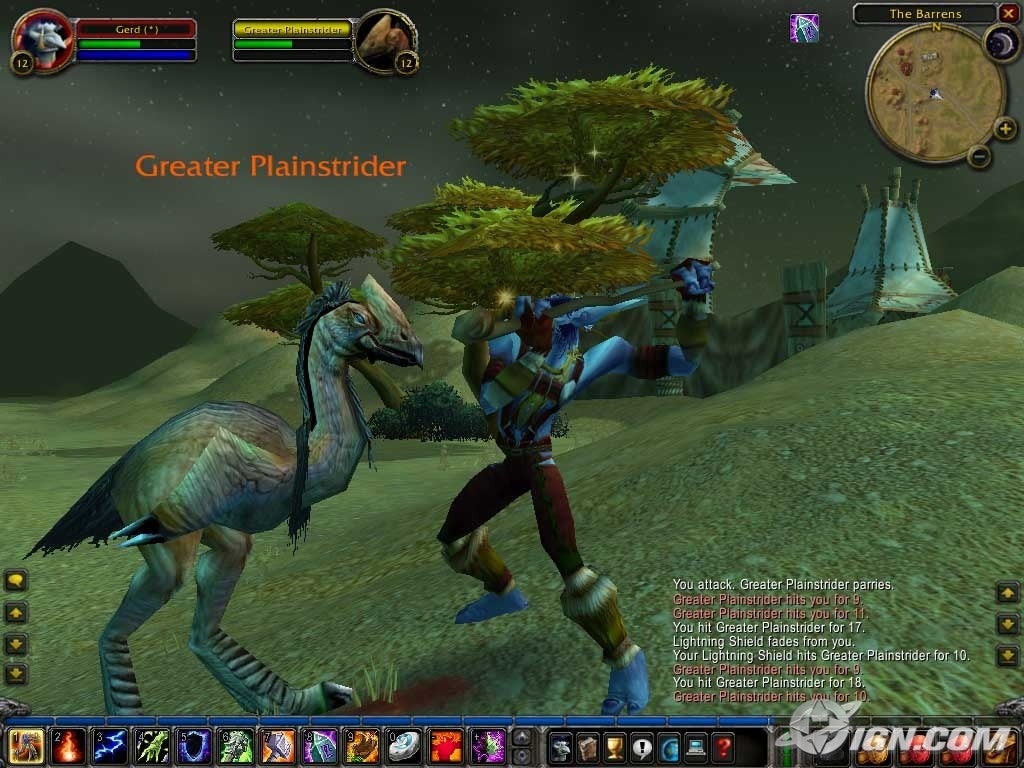 Gerd (*)
12
Greater Plainstrider
12
The Barrens
N
Greater Plainstrider
You attack. Greater Plainstrider parries.
Greater Plainstrider hits you for 9.
Greater Plainstrider hits you for 11.
You hit Greater Plainstrider for 17.
Lightning Shield fades from you.
Your Lightning Shield hits Greater Plainstrider for 10.
Greater Plainstrider hits you for 9.
You hit Greater Plainstrider for 18.
Greater Plainstrider hits you for 10.
1 2 3 4 5 6 7 8 9 0
IGN.COM